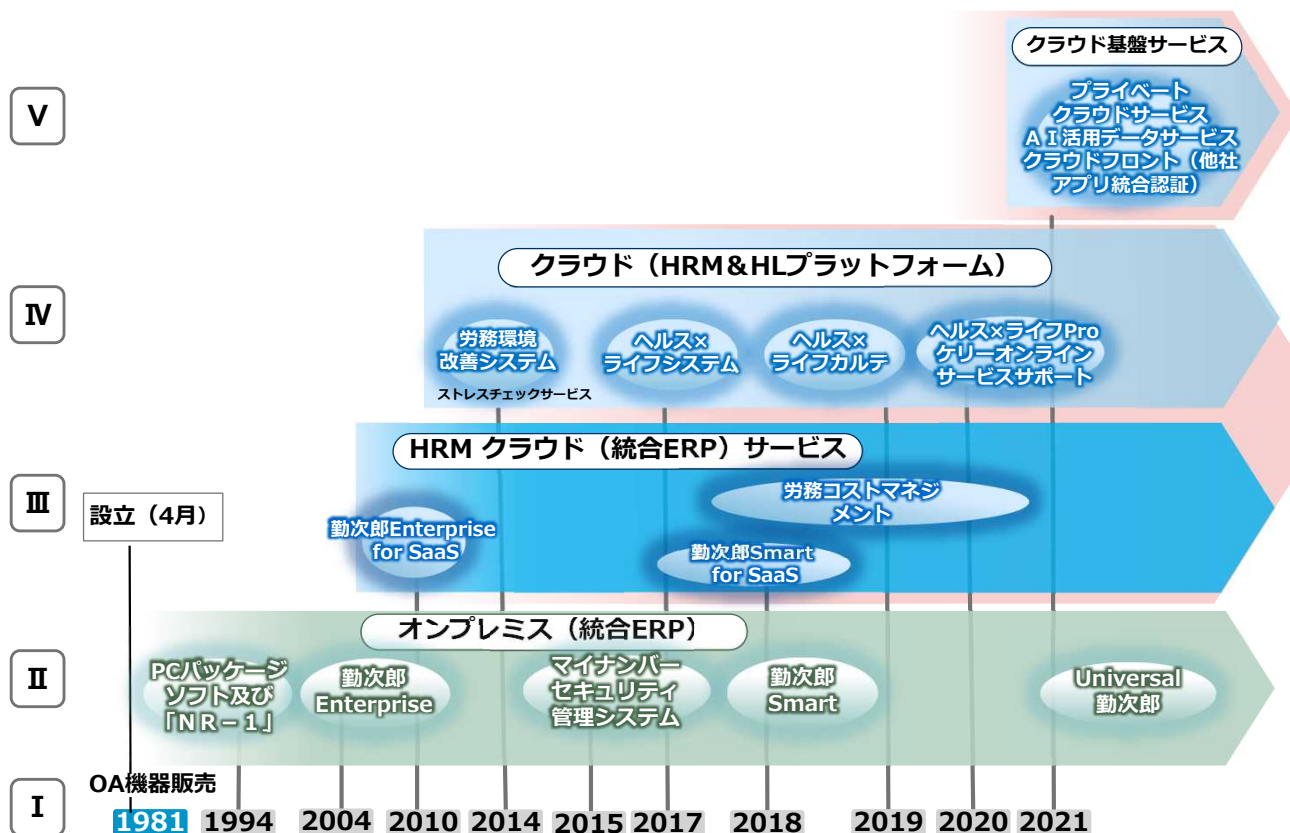 クラウド基盤サービス
Ⅴ
プライベート
クラウドサービス
ＡＩ活用データサービス
クラウドフロント（他社
アプリ統合認証）
クラウド（HRM＆HLプラットフォーム）
Ⅳ
労務環境
改善システム
ストレスチェックサービス
ヘルス×
ライフシステム
ヘルス×
ライフカルテ
ヘルス×ライフPro
ケリーオンライン
サービスサポート
HRM クラウド（統合ERP）サービス
Ⅲ
設立（4月）
勤次郎Enterprise
for SaaS
労務コストマネジ
メント
勤次郎Smart
for SaaS
オンプレミス（統合ERP）
Ⅱ
PCパッケージ
ソフト及び
「ＮＲ－１」
勤次郎
Enterprise
マイナンバー
セキュリティ
管理システム
勤次郎
Smart
Universal
勤次郎
Ⅰ
OA機器販売
1981 1994 2004 2010 2014 2015 2017 2018 2019 2020 2021